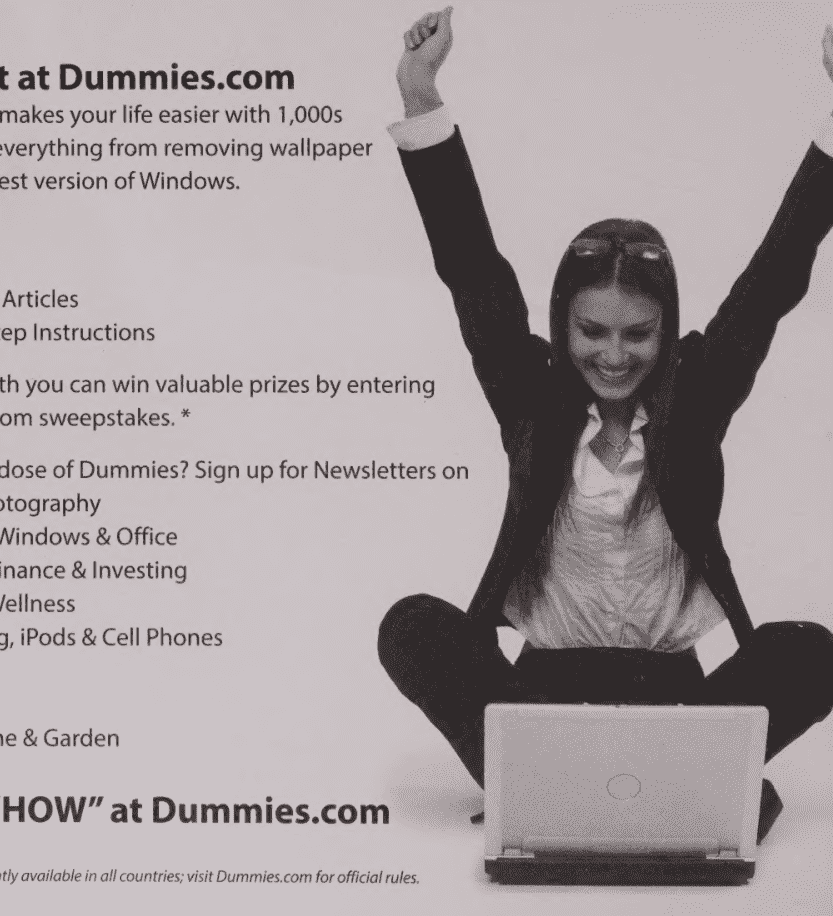 t at Dummies.com
makes your life easier with 1,000s
everything from removing wallpaper
est version of Windows.
Articles
tep Instructions
th you can win valuable prizes by entering
om sweepstakes. *
dose of Dummies? Sign up for Newsletters on
otography
Windows & Office
inance & Investing
Wellness
g, iPods & Cell Phones
ne & Garden
"HOW" at Dummies.com
ntly available in all countries; visit Dummies.com for official rules.